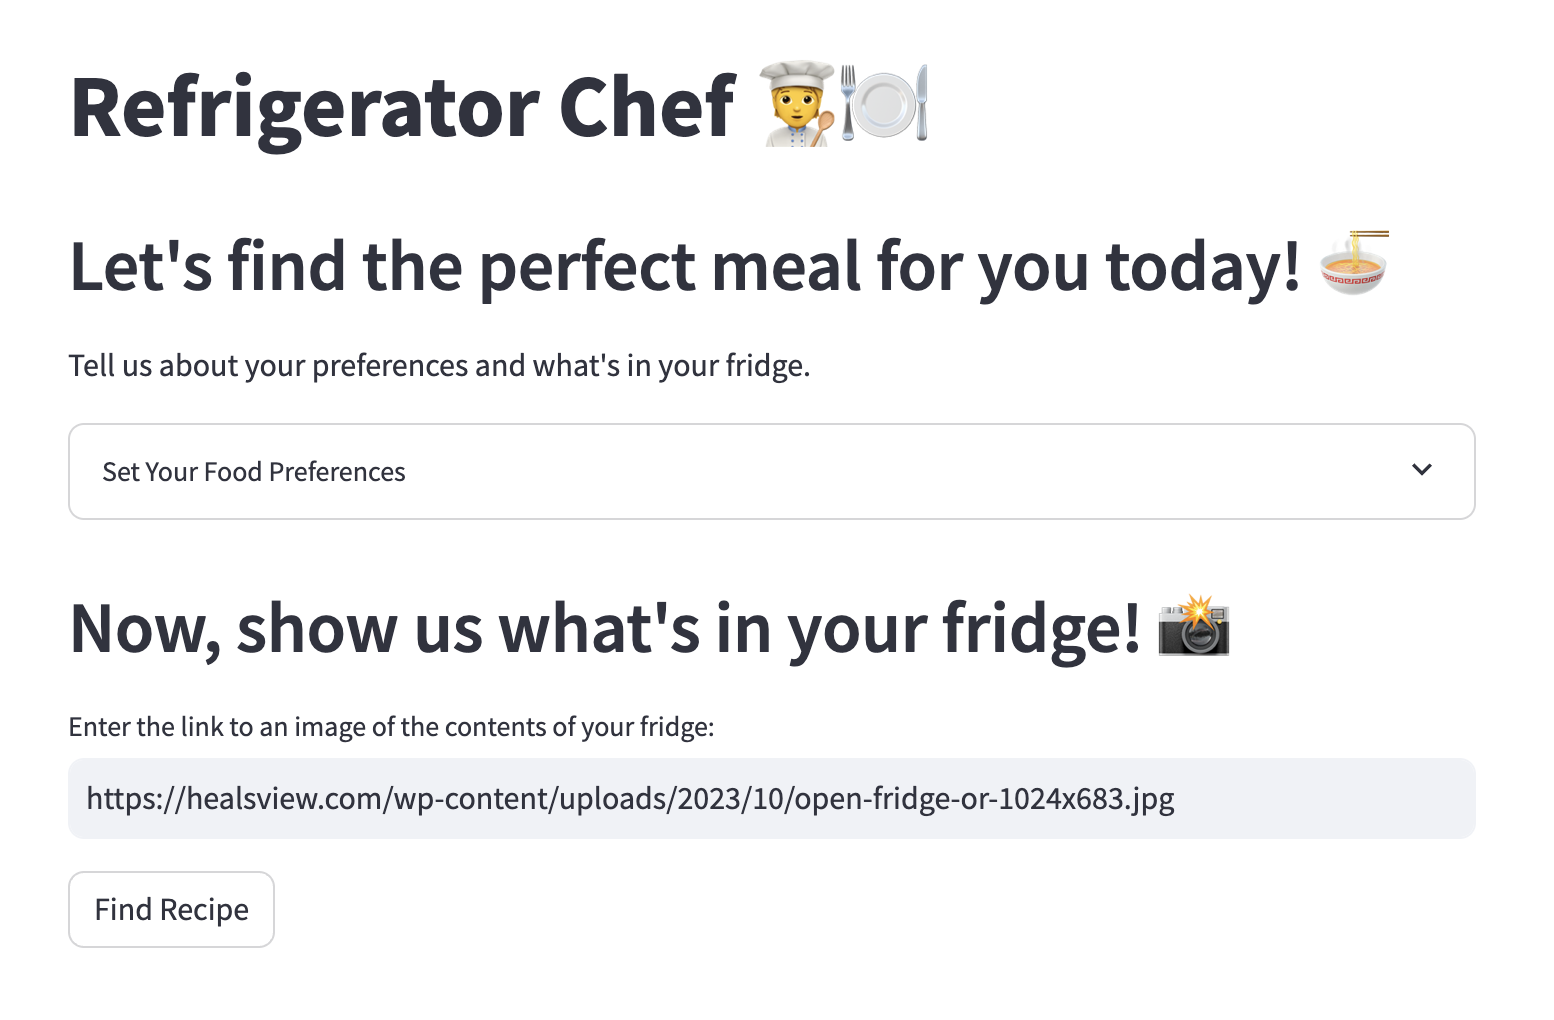 Refrigerator Chef
Let's find the perfect meal for you today!
Tell us about your preferences and what's in your fridge.
Set Your Food Preferences
Now, show us what's in your fridge!
Enter the link to an image of the contents of your fridge:
https://healsview.com/wp-content/uploads/2023/10/open-fridge-or-1024x683.jpg
Find Recipe